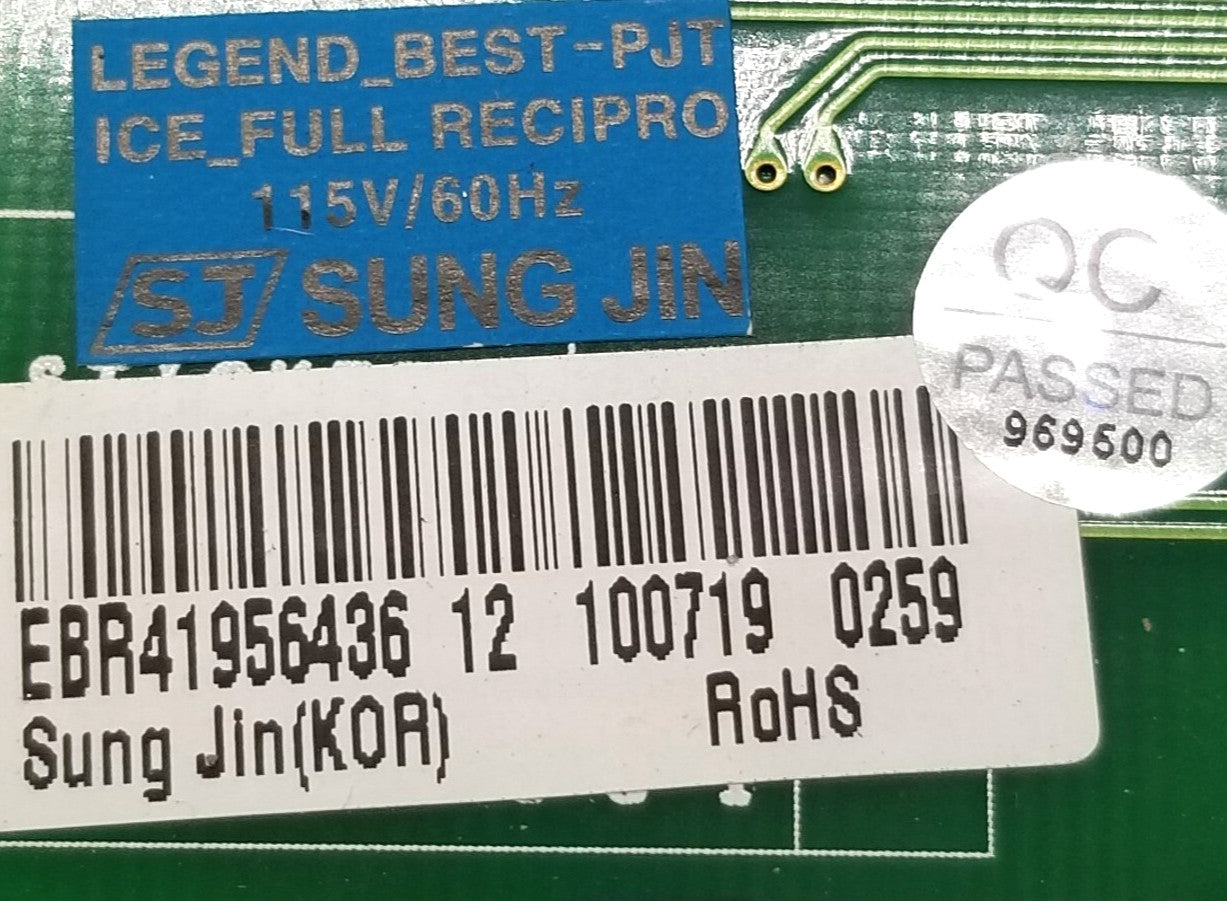 LEGEND_BEST-PJT
ICE_FULL RECIPRO
115V/60Hz
SJ SUNG JIN
QC
PASSED
969600
EBR41956436 12 100719 0259
Sung Jin(KOR)
RoHS